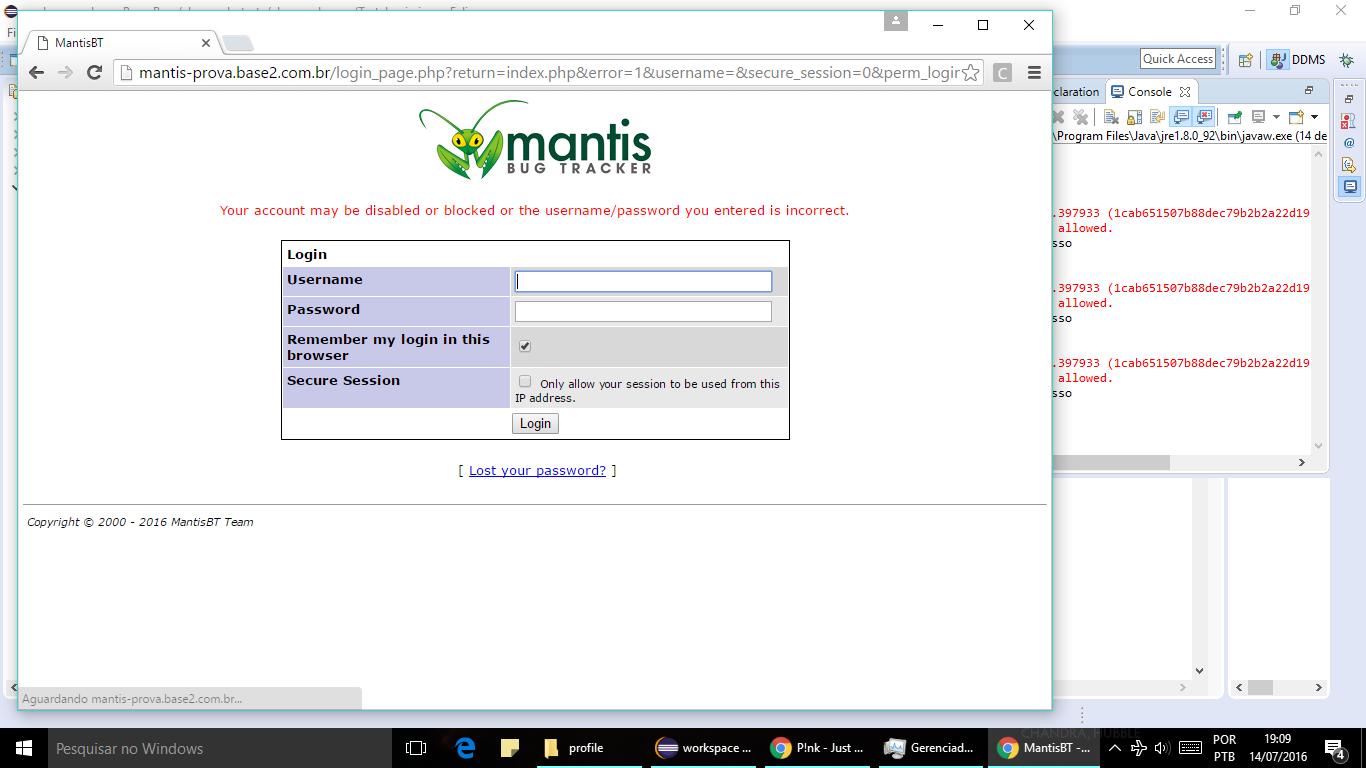 MantisBT
mantis-prova.base2.com.br/login_page.php?return=index.php&error=1&username=&secure_session=0&perm_login
mantis
BUG TRACKER
Your account may be disabled or blocked or the username/password you entered is incorrect.
Login
Username
Password
Remember my login in this
browser
Secure Session
Only allow your session to be used from this
IP address.
Login
[ Lost your password? ]
Copyright © 2000 - 2016 MantisBT Team
Aguardando mantis-prova.base2.com.br...
Quick Access
DDMS
claration
Console
\Program Files\Java\jre1.8.0_92\bin\javaw.exe (14 de
.397933 (1cab651507b88dec79b2b2a22d19
allowed.
sso
.397933 (1cab651507b88dec79b2b2a22d19
allowed.
sso
.397933 (1cab651507b88dec79b2b2a22d19
allowed.
sso
CHANDRA, HUBBLE
Pesquisar no Windows
profile
workspace ...
P!nk - Just ...
Gerenciad...
MantisBT -...
POR
PTB
19:09
14/07/2016
4